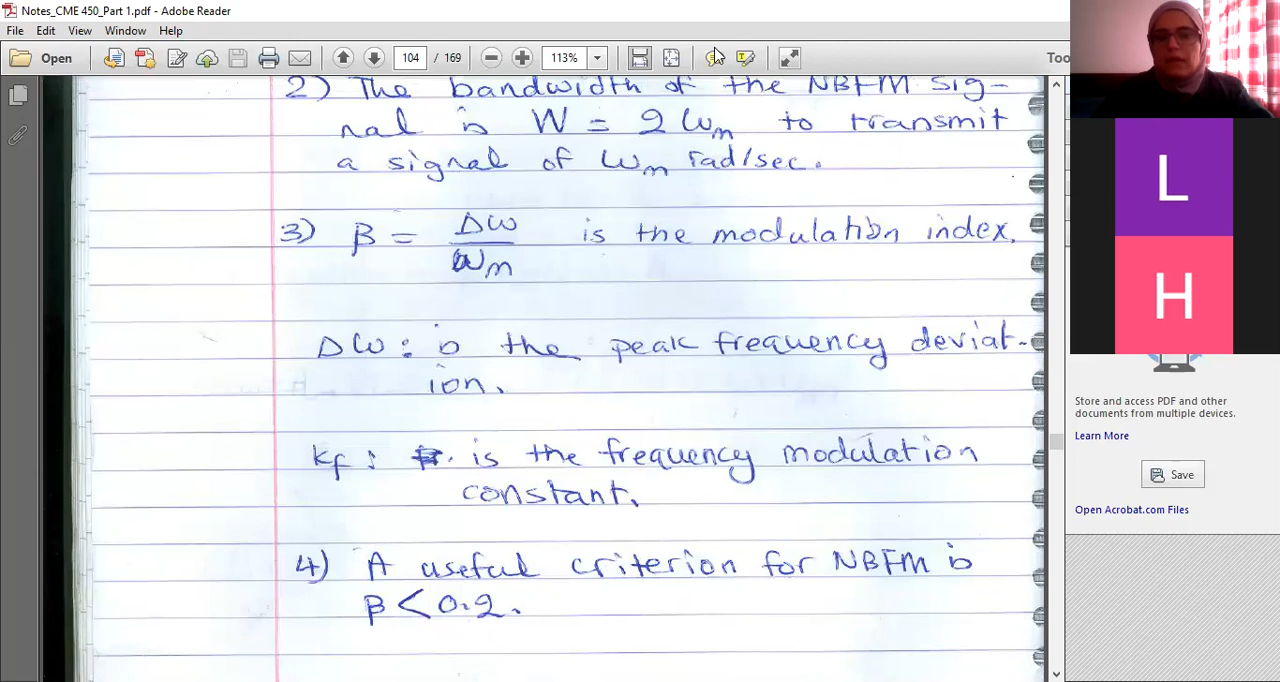 Notes_CME 450_Part 1.pdf - Adobe Reader
File Edit View Window Help
Open 104 / 169 113% Too
2) The bandwidth of the NBFM sig-
nal is W = 2 ωm to transmit
a signal of ωm rad/sec.
3) β = Δω/ωm is the modulation index.
Δω: is the peak frequency deviat-
ion.
kf: is the frequency modulation
constant.
4) A useful criterion for NBFM is
β < 0.2.
L
H
Store and access PDF and other
documents from multiple devices.
Learn More
Save
Open Acrobat.com Files